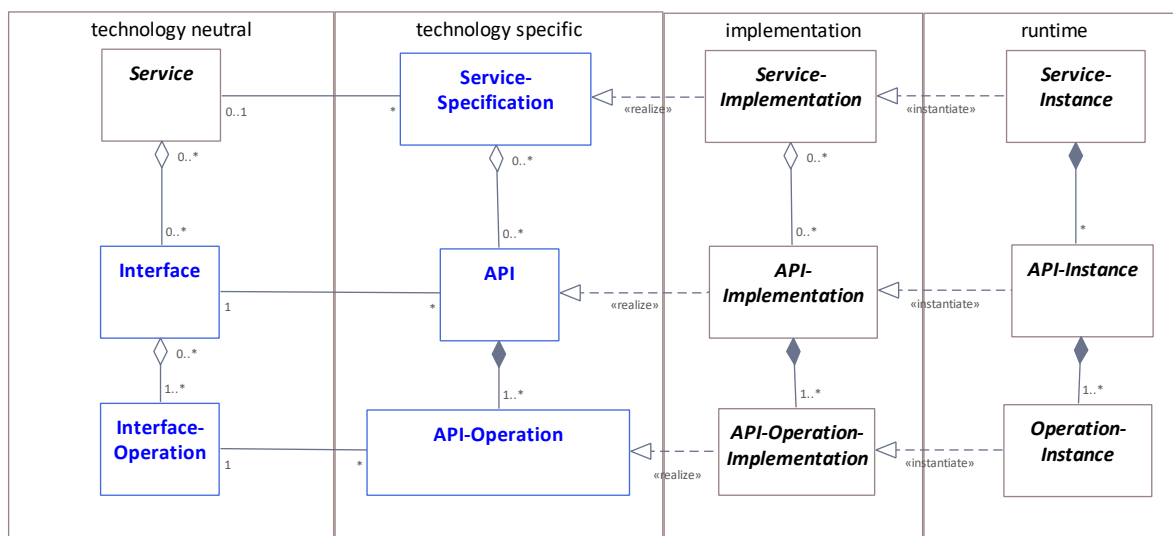 technology neutral
technology specific
implementation
runtime
Service
Service-
Specification
Service-
Implementation
Service-
Instance
0..1
*
«realize»
«instantiate»
0..*
0..*
0..*
0..*
0..*
0..*
*
Interface
API
API-
Implementation
API-Instance
1
*
«realize»
«instantiate»
0..*
1..*
1..*
1..*
1..*
Interface-
Operation
API-Operation
API-Operation-
Implementation
Operation-
Instance
1
*
«realize»
«instantiate»